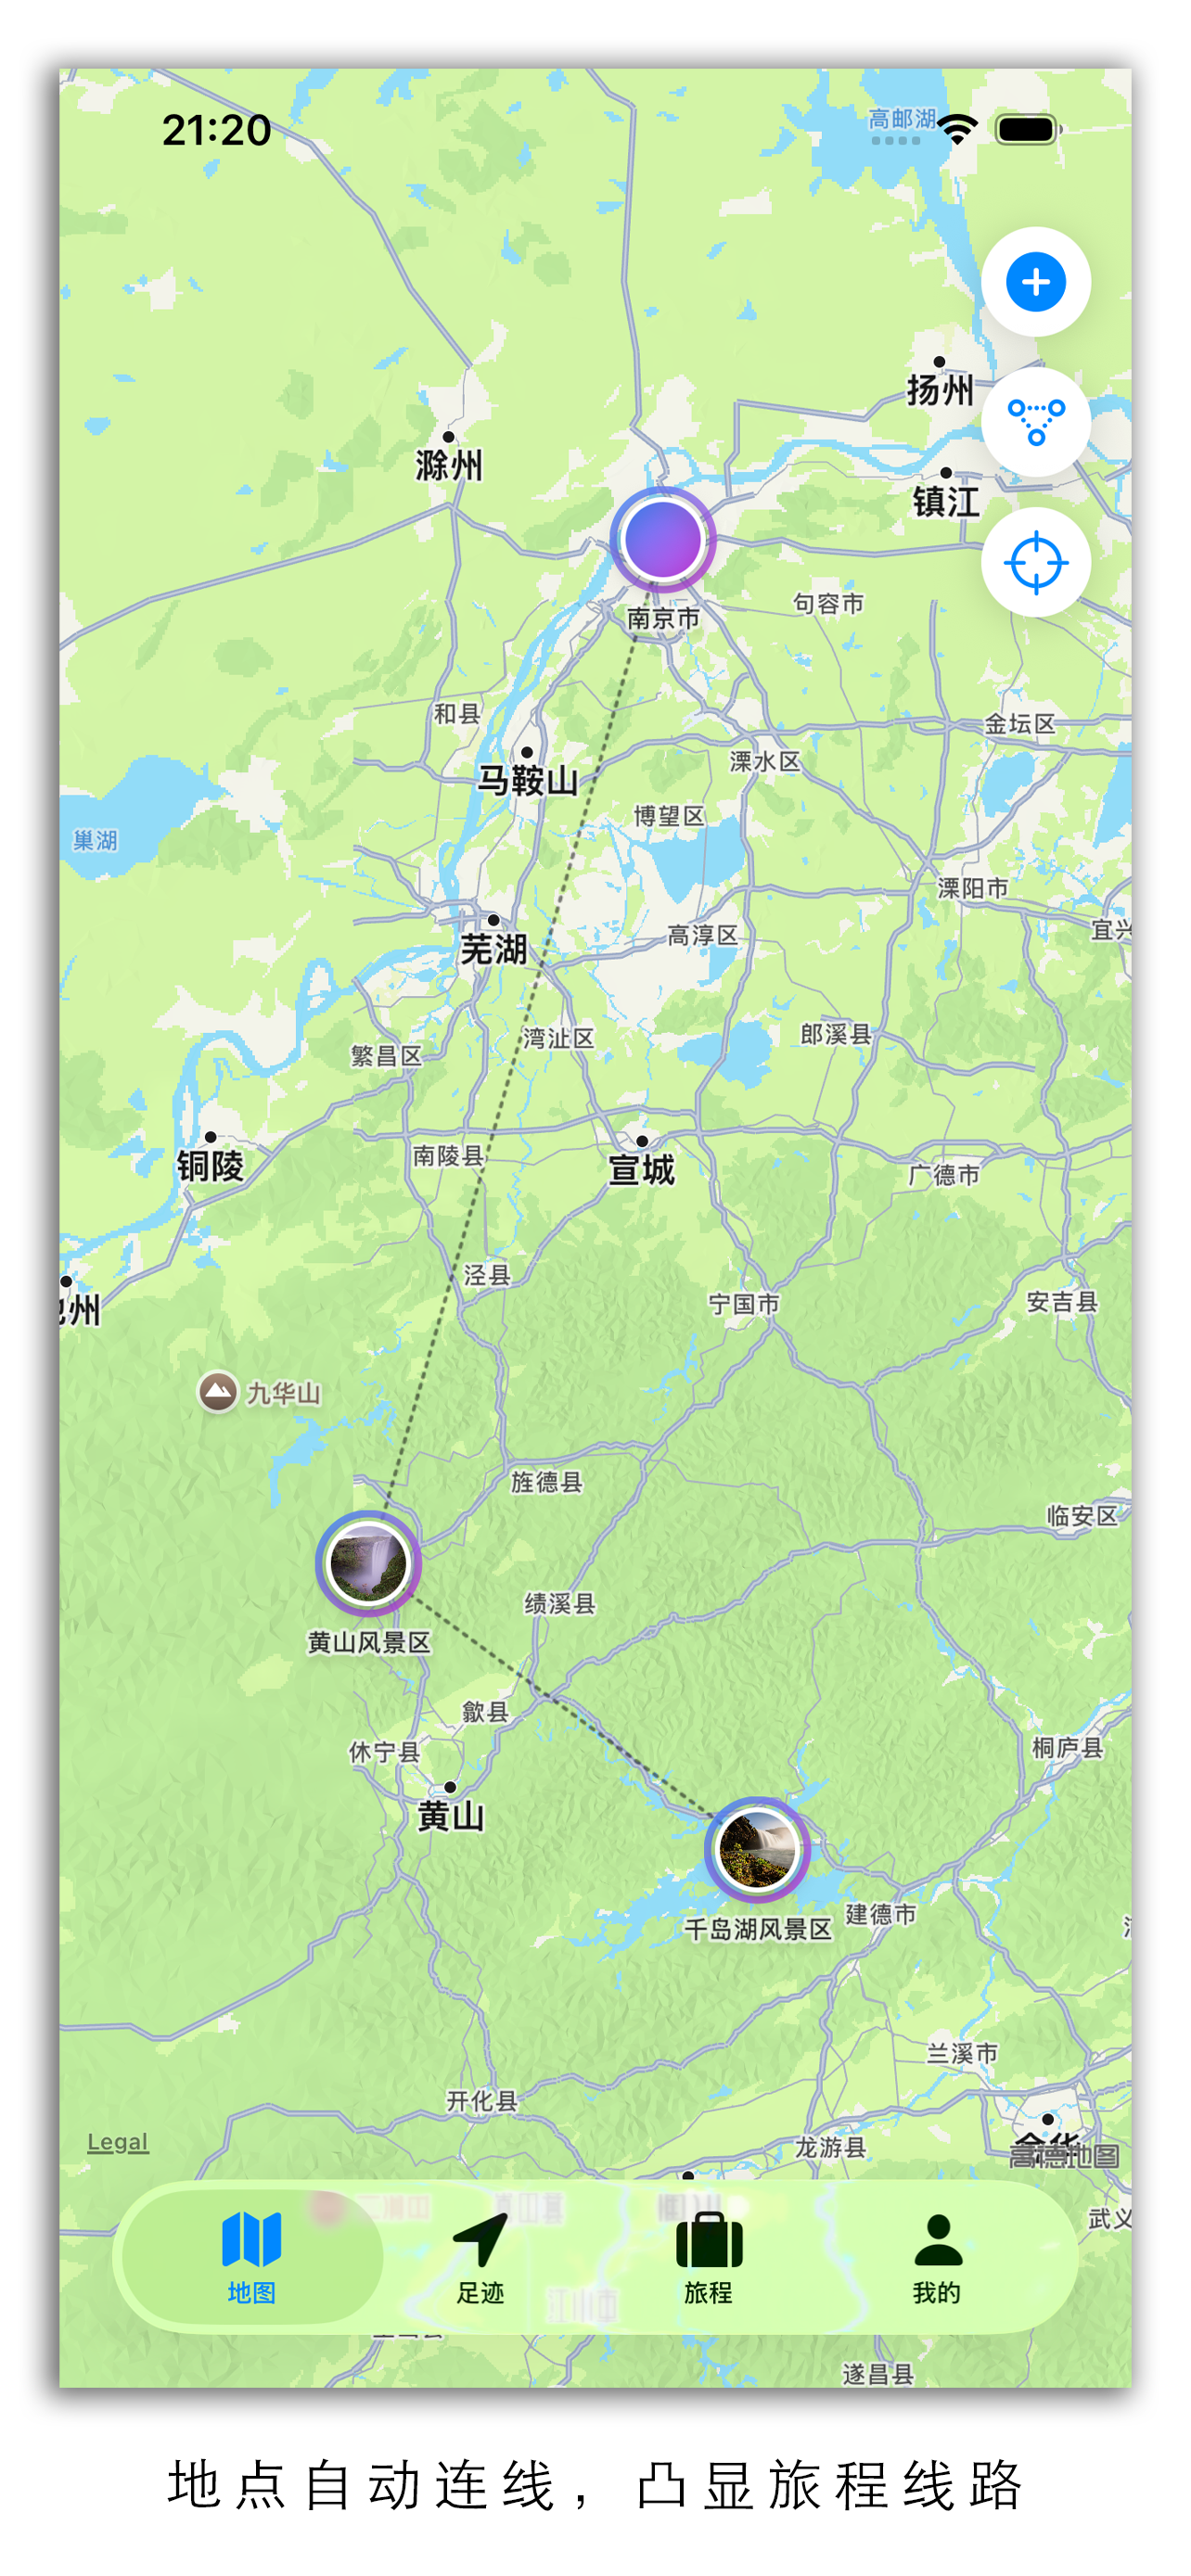 21:20
高邮湖
扬州
滁州
镇江
句容市
南京市
和县
金坛区
溧水区
马鞍山
博望区
巢湖
溧阳市
高淳区
宜兴
芜湖
郎溪县
湾沚区
繁昌区
南陵县
铜陵
宣城
广德市
泾县
宁国市
安吉县
州
九华山
旌德县
临安区
绩溪县
黄山风景区
歙县
休宁县
桐庐县
黄山
建德市
千岛湖风景区
兰溪市
开化县
Legal
龙游县
金华
高德地图
武义
江山市
地图
足迹
旅程
我的
遂昌县
地点自动连线，凸显旅程线路